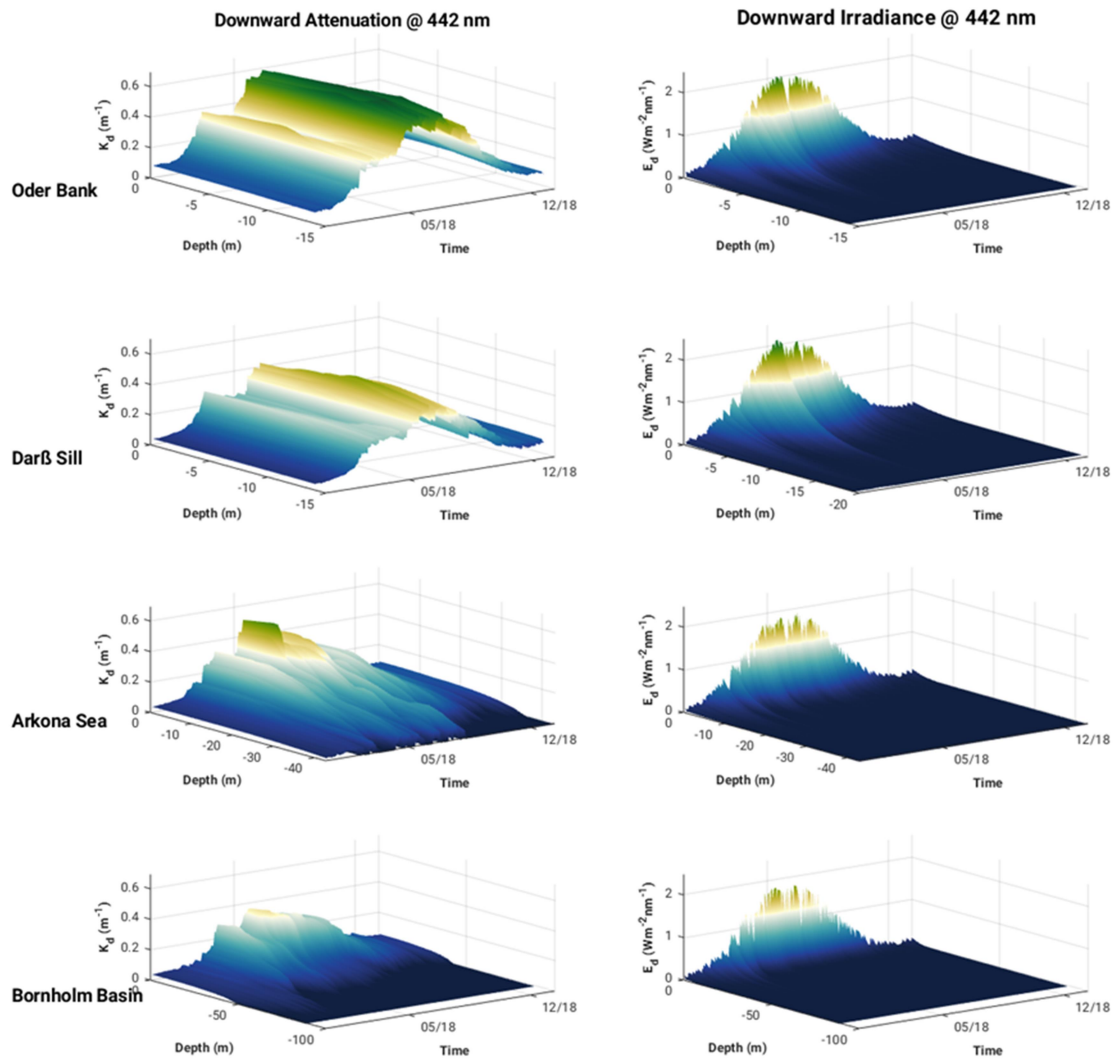 Downward Attenuation @ 442 nm
Downward Irradiance @ 442 nm
0.6
0.4
0.2
0
K_d (m⁻¹)
0
-5
-10
-15
Depth (m)
05/18
12/18
Time
2
1
0
E_d (Wm⁻²nm⁻¹)
0
-5
-10
-15
Depth (m)
05/18
12/18
Time
Oder Bank
0.6
0.4
0.2
0
K_d (m⁻¹)
0
-5
-10
-15
Depth (m)
05/18
12/18
Time
2
1
0
E_d (Wm⁻²nm⁻¹)
0
-5
-10
-15
-20
Depth (m)
05/18
12/18
Time
Darß Sill
0.6
0.4
0.2
0
K_d (m⁻¹)
0
-10
-20
-30
-40
Depth (m)
05/18
12/18
Time
2
1
0
E_d (Wm⁻²nm⁻¹)
0
-10
-20
-30
-40
Depth (m)
05/18
12/18
Time
Arkona Sea
0.6
0.4
0.2
0
K_d (m⁻¹)
0
-50
-100
Depth (m)
05/18
12/18
Time
2
1
0
E_d (Wm⁻²nm⁻¹)
0
-50
-100
Depth (m)
05/18
12/18
Time
Bornholm Basin